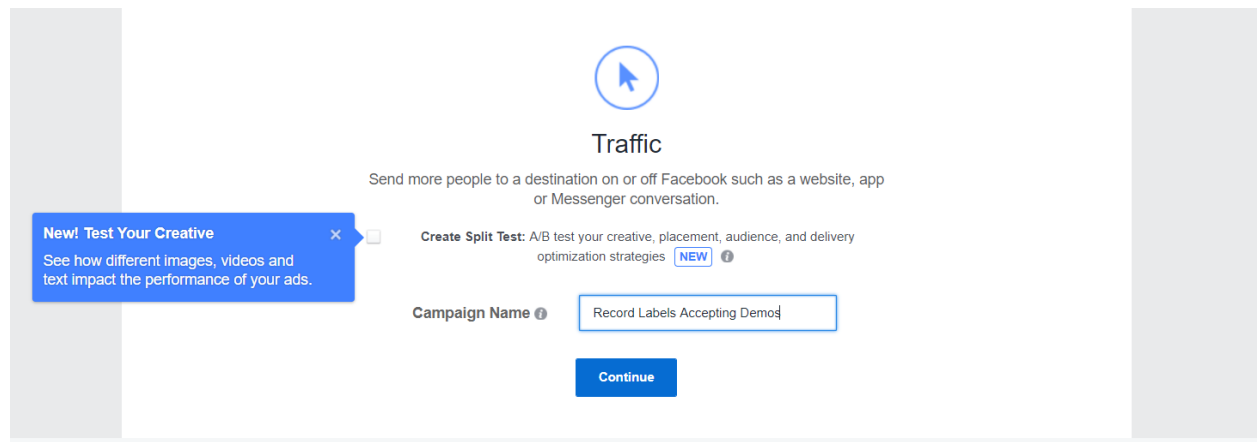 Traffic
Send more people to a destination on or off Facebook such as a website, app
or Messenger conversation.
New! Test Your Creative
See how different images, videos and
text impact the performance of your ads.
Create Split Test: A/B test your creative, placement, audience, and delivery
optimization strategies NEW
Campaign Name
Record Labels Accepting Demos
Continue